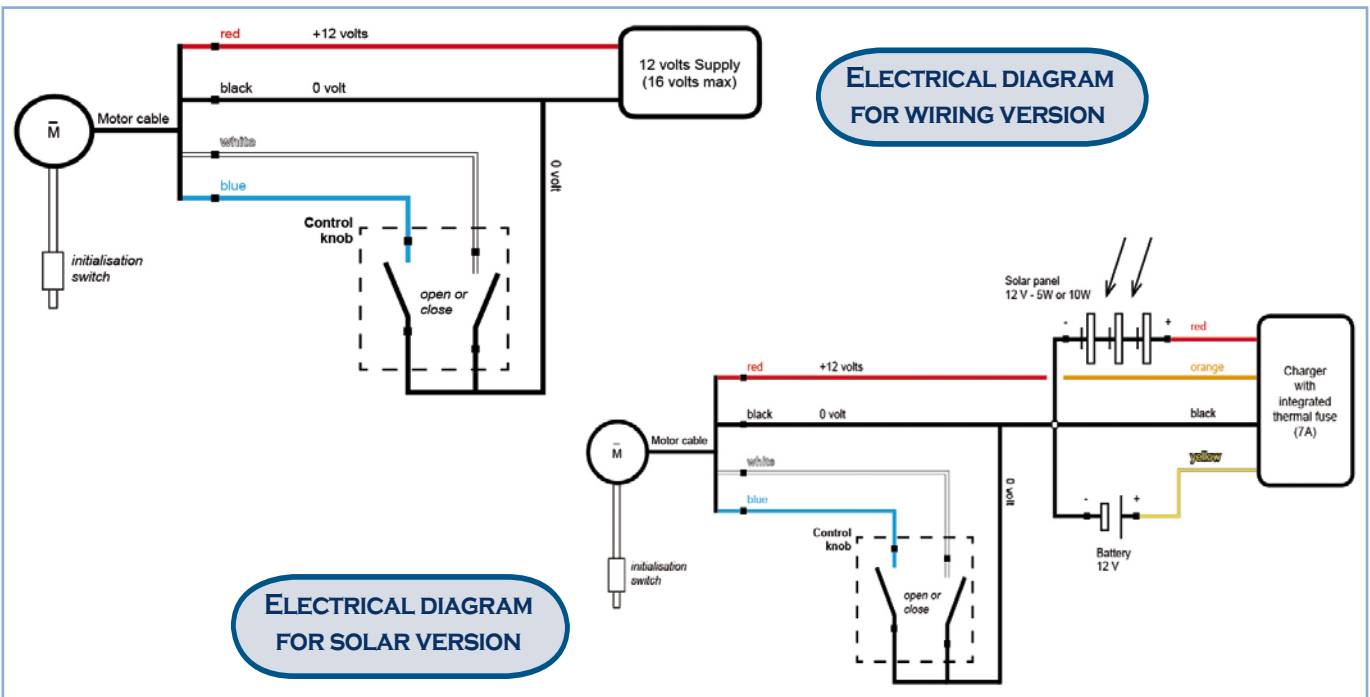 red +12 volts
12 volts Supply
(16 volts max)
black 0 volt
Motor cable
M
white
0 volt
blue
Control
knob
open or
close
initialisation
switch
ELECTRICAL DIAGRAM
FOR WIRING VERSION
Solar panel
12 V - 5W or 10W
- +
red
red +12 volts
orange
black 0 volt
black
Charger
with
integrated
thermal fuse
(7A)
Motor cable
M
white
yellow
0 volt
blue
- +
Battery
12 V
Control
knob
open or
close
initialisation
switch
ELECTRICAL DIAGRAM
FOR SOLAR VERSION